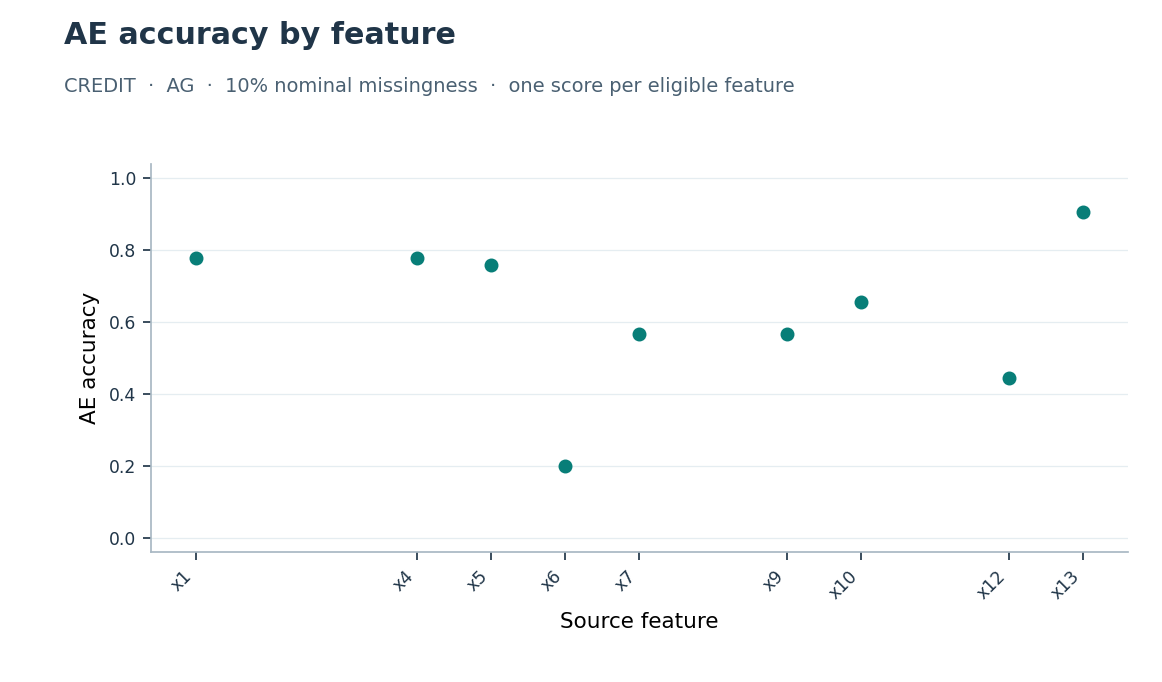 AE accuracy by feature
CREDIT · AG · 10% nominal missingness · one score per eligible feature
1.0
0.8
0.6
0.4
0.2
0.0
AE accuracy
x1 x4 x5 x6 x7 x9 x10 x12 x13
Source feature